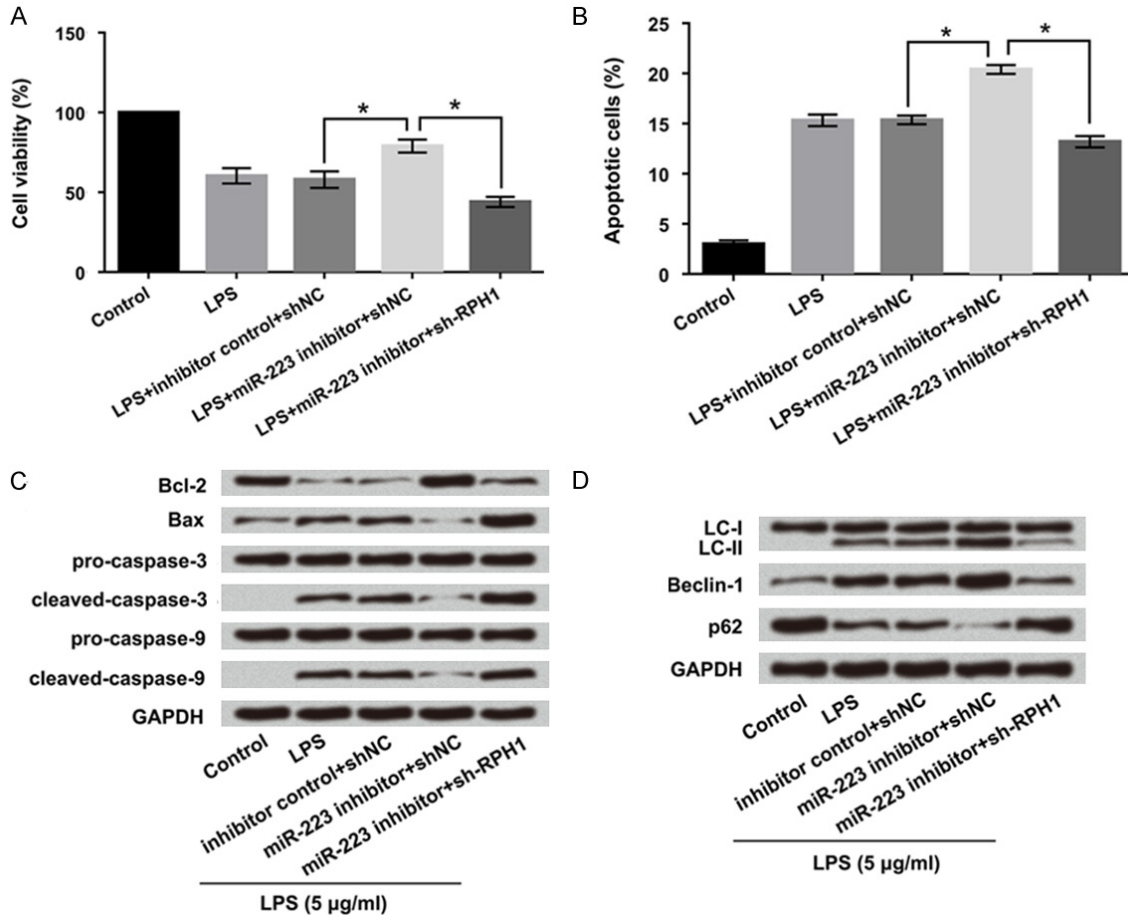 A
Cell viability (%)
150
100
50
0
*
*
Control
LPS
LPS+inhibitor control+shNC
LPS+miR-223 inhibitor+shNC
LPS+miR-223 inhibitor+sh-RPH1
B
Apoptotic cells (%)
25
20
15
10
5
0
*
*
Control
LPS
LPS+inhibitor control+shNC
LPS+miR-223 inhibitor+shNC
LPS+miR-223 inhibitor+sh-RPH1
C
Bcl-2
Bax
pro-caspase-3
cleaved-caspase-3
pro-caspase-9
cleaved-caspase-9
GAPDH
Control
LPS
inhibitor control+shNC
miR-223 inhibitor+shNC
miR-223 inhibitor+sh-RPH1
LPS (5 µg/ml)
D
LC-I
LC-II
Beclin-1
p62
GAPDH
Control
LPS
inhibitor control+shNC
miR-223 inhibitor+shNC
miR-223 inhibitor+sh-RPH1
LPS (5 µg/ml)